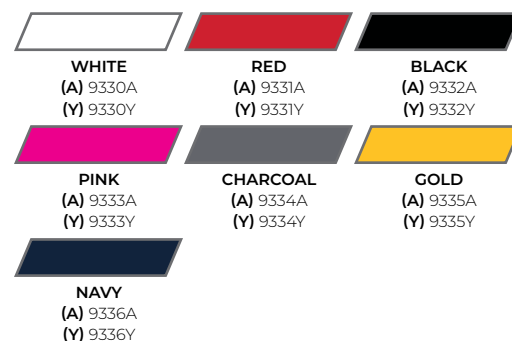 WHITE
(A) 9330A
(Y) 9330Y
RED
(A) 9331A
(Y) 9331Y
BLACK
(A) 9332A
(Y) 9332Y
PINK
(A) 9333A
(Y) 9333Y
CHARCOAL
(A) 9334A
(Y) 9334Y
GOLD
(A) 9335A
(Y) 9335Y
NAVY
(A) 9336A
(Y) 9336Y